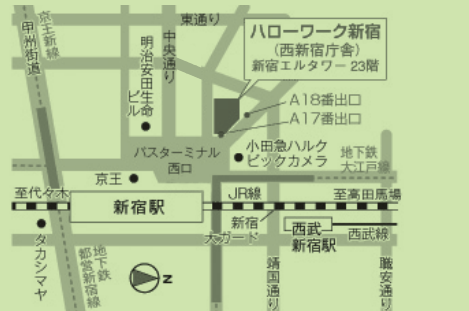 東通り
京王新線
甲州街道
明治安田生命
ビル
中央通り
ハローワーク新宿
(西新宿庁舎)
新宿エルタワー 23階
A18番出口
A17番出口
バスターミナル
西口
小田急ハルク
ビックカメラ
地下鉄
大江戸線
京王
至代々木
新宿駅
JR線
至高田馬場
新宿
大ガード
西武
新宿駅
西武線
タカシマヤ
地下鉄
都営新宿線
N
靖国通り
職安通り